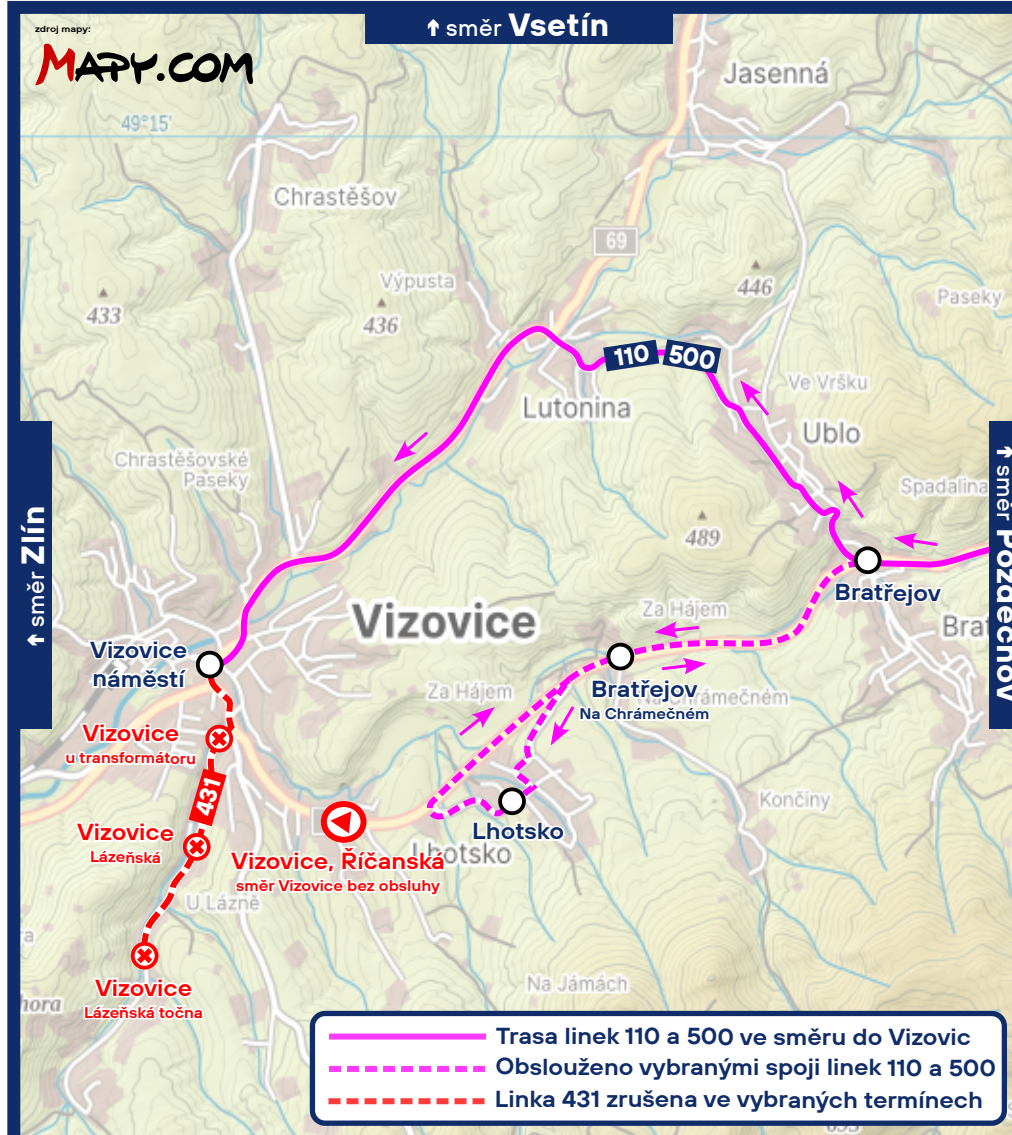 ↑ směr Vsetín
zdroj mapy:
MAPY.COM
Jasenná
49°15'
Chrastěšov
69
Výpusta
446
433
436
Paseky
110 500
Ve Vršku
Lutonina
Ublo
Chrastěšovské
Paseky
Spadalina
↑ směr Zlín
↑ směr Pozděchov
489
Bratřejov
Za Hájem
Vizovice
Brat
Vizovice
náměstí
Bratřejov
Na Chrámečném
Za Hájem
Na Chrámečném
Vizovice
u transformátoru
431
Končiny
Vizovice
Lázeňská
Lhotsko
Lhotsko
Vizovice, Říčanská
směr Vizovice bez obsluhy
U Lázně
Vizovice
Lázeňská točna
Na Jámách
hora
Trasa linek 110 a 500 ve směru do Vizovic
Obslouženo vybranými spoji linek 110 a 500
Linka 431 zrušena ve vybraných termínech